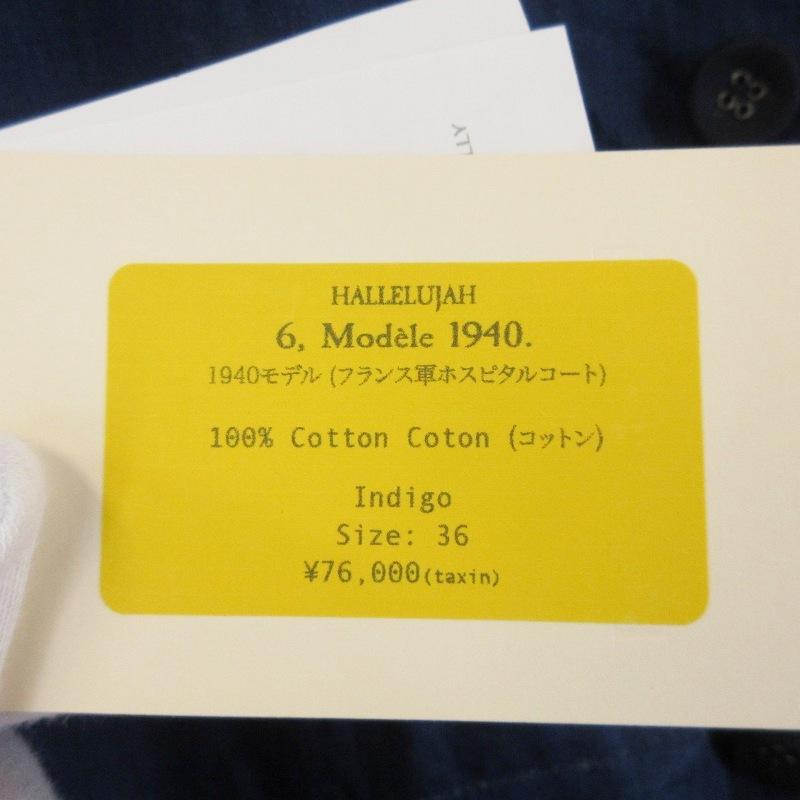 LLY
HALLELUJAH
6, Modèle 1940.
1940モデル (フランス軍ホスピタルコート)
100% Cotton Coton (コットン)
Indigo
Size: 36
¥76,000(taxin)